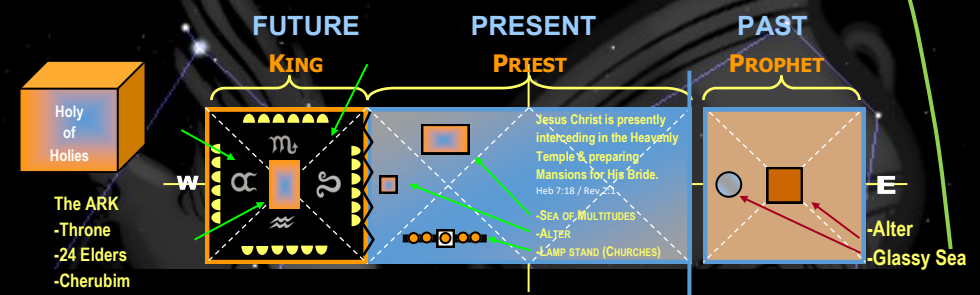 FUTURE
PRESENT
PAST
KING
PRIEST
PROPHET
Holy
of
Holies
Jesus Christ is presently
interceding in the Heavenly
Temple & preparing
Mansions for His Bride.
Heb 7:18 / Rev 2:1
W
E
-SEA OF MULTITUDES
-ALTER
-LAMP STAND (CHURCHES)
The ARK
-Throne
-24 Elders
-Cherubim
-Alter
-Glassy Sea